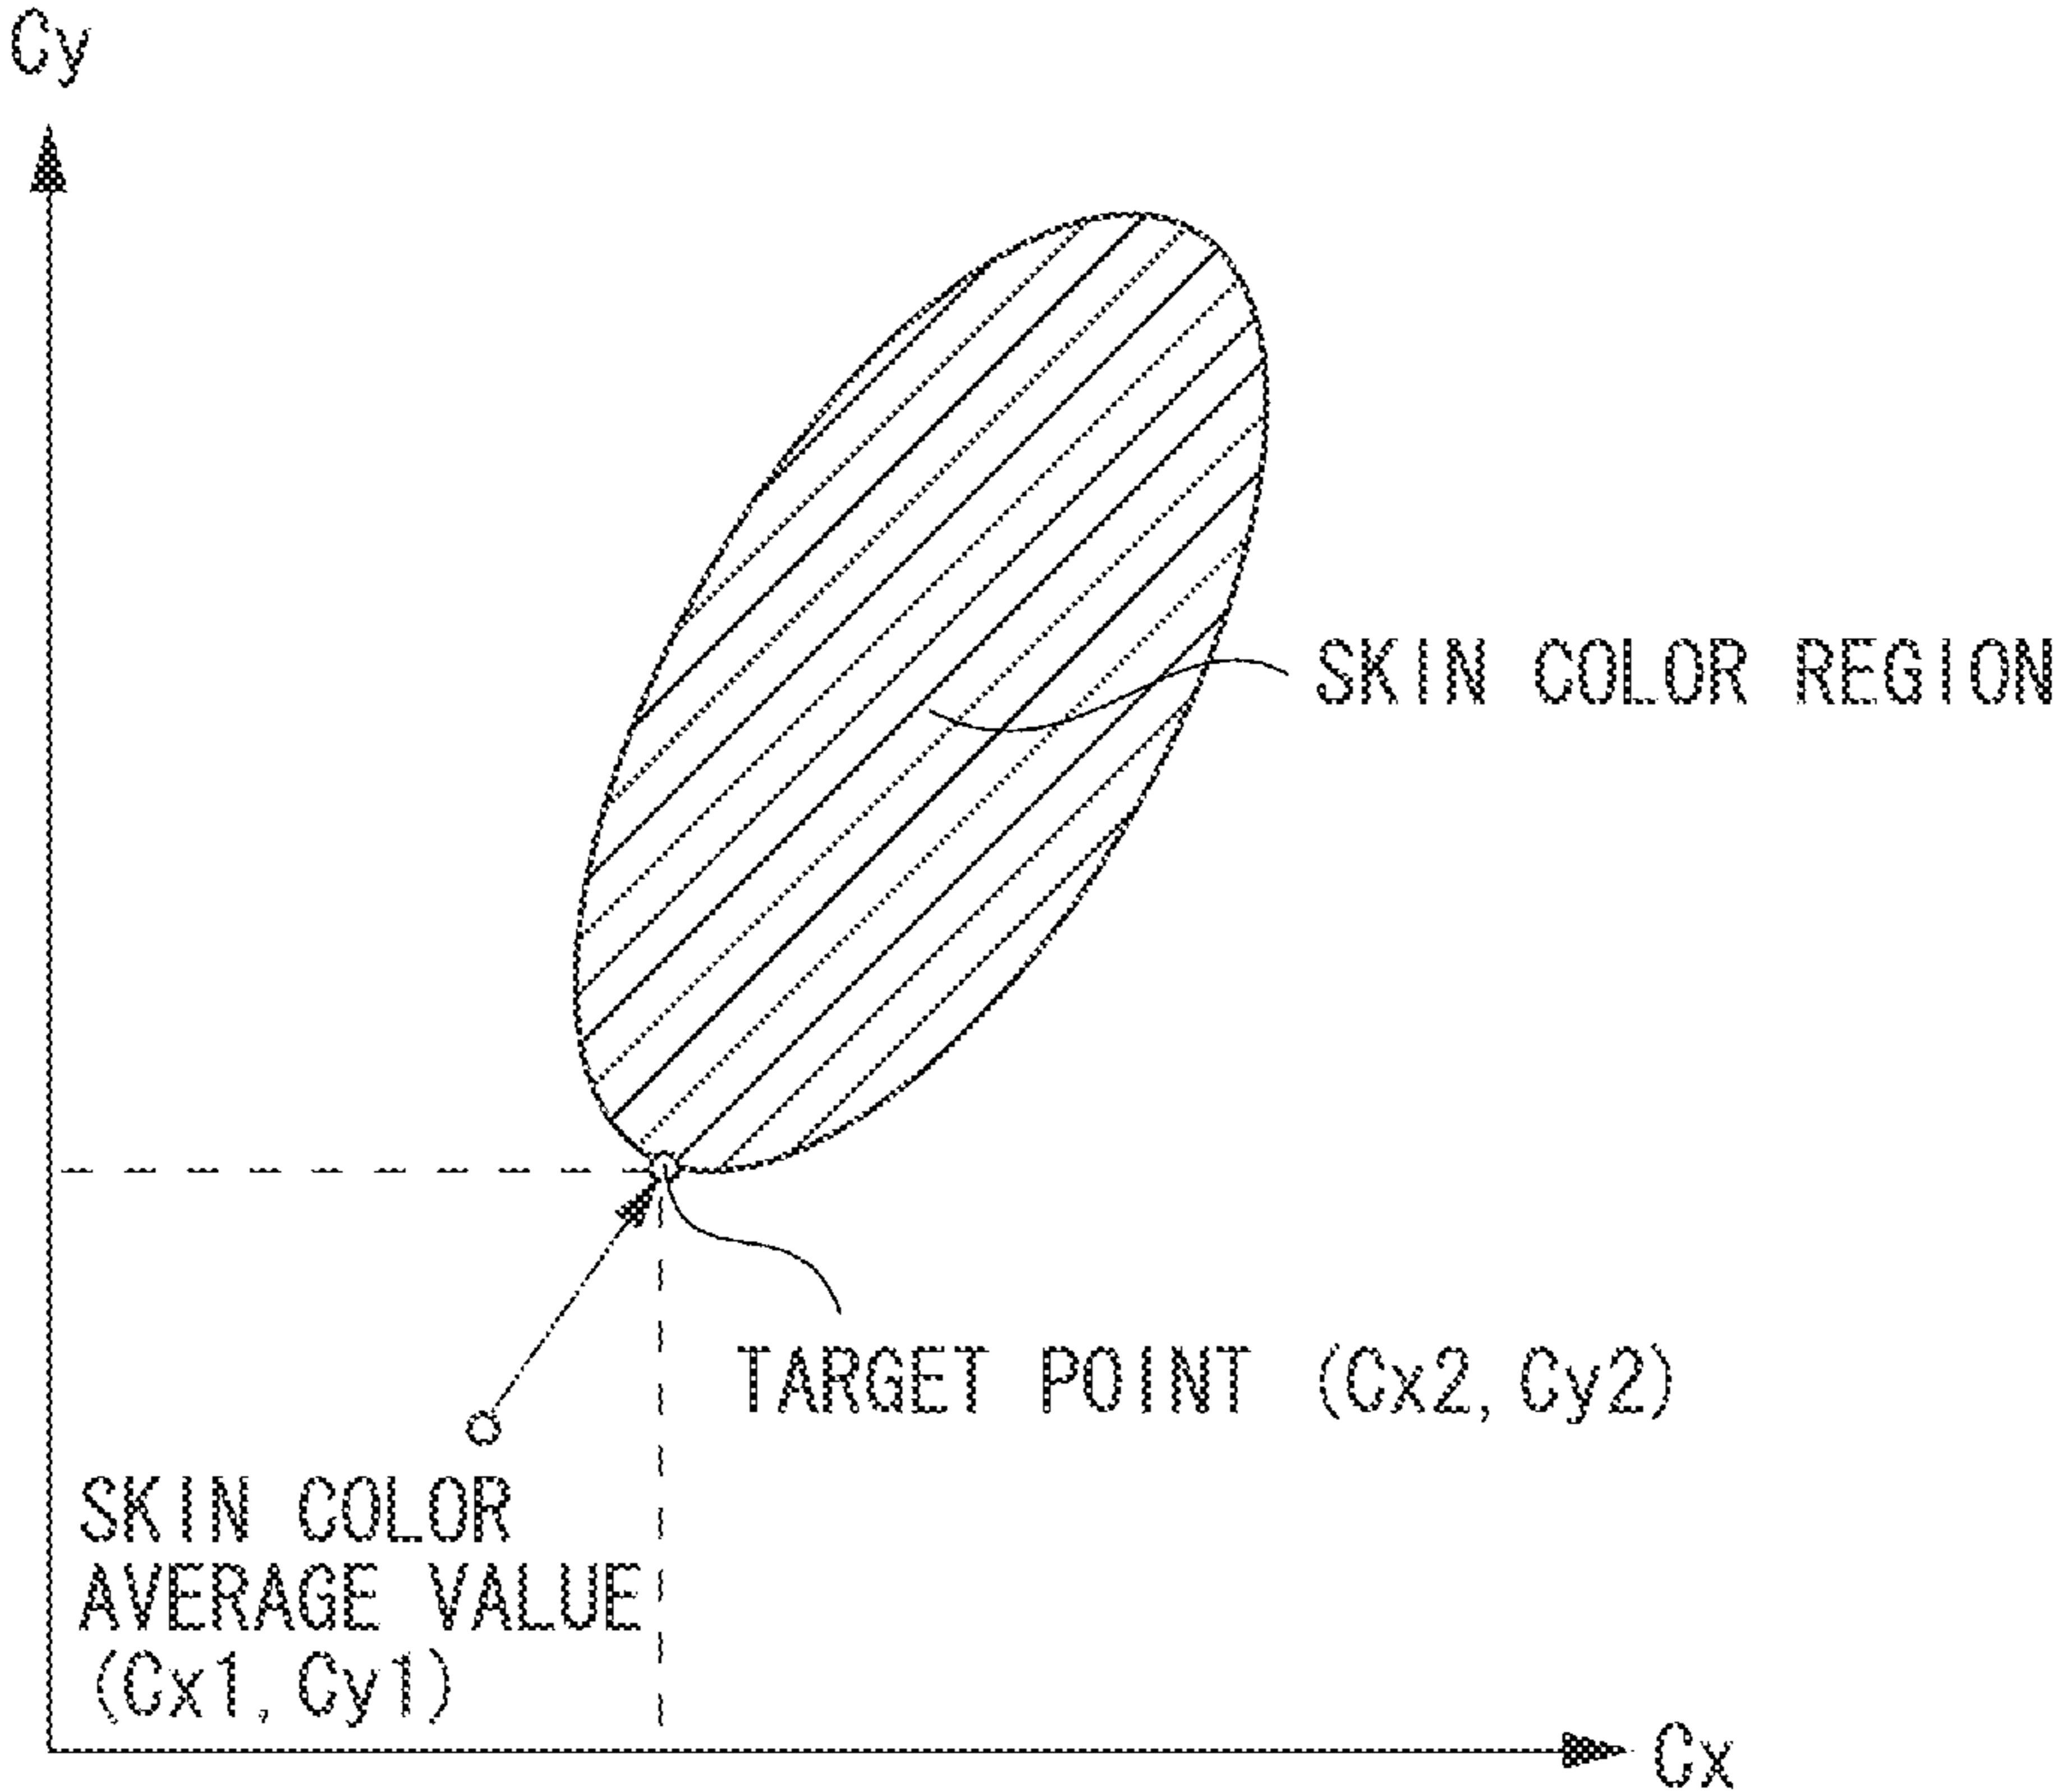 Cy
SKIN COLOR REGION
TARGET POINT (Cx2, Cy2)
SKIN COLOR
AVERAGE VALUE
(Cx1, Cy1)
Cx